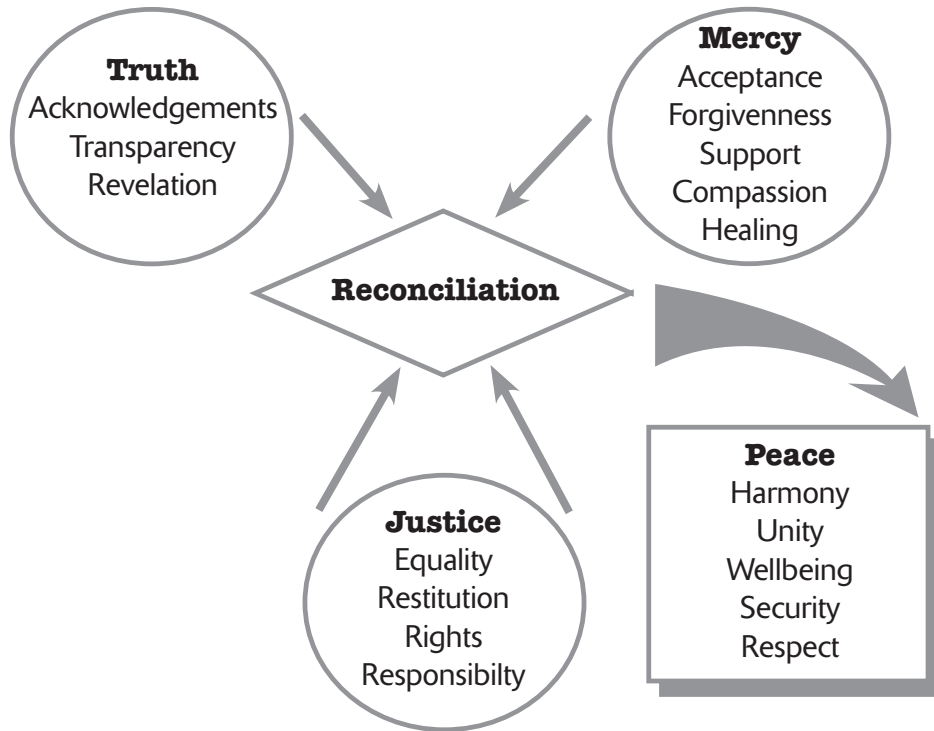 Truth
Acknowledgements
Transparency
Revelation
Mercy
Acceptance
Forgivenness
Support
Compassion
Healing
Reconciliation
Justice
Equality
Restitution
Rights
Responsibilty
Peace
Harmony
Unity
Wellbeing
Security
Respect